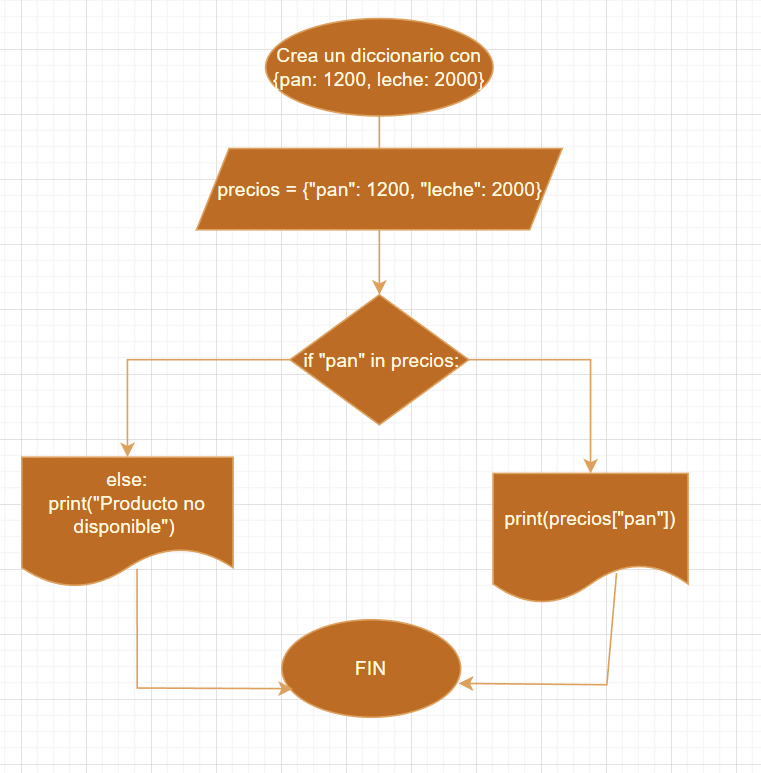 Crea un diccionario con
{pan: 1200, leche: 2000}
precios = {"pan": 1200, "leche": 2000}
if "pan" in precios:
else:
print("Producto no
disponible")
print(precios["pan"])
FIN